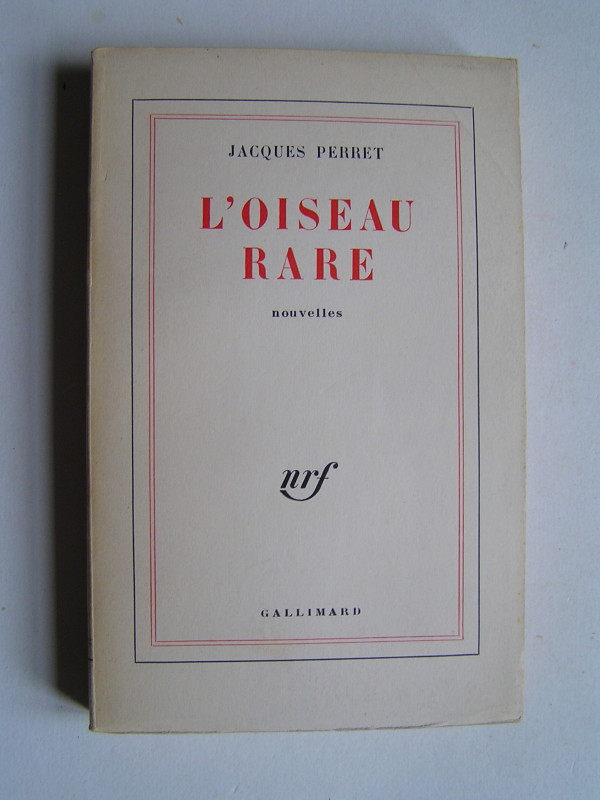 JACQUES PERRET
L'OISEAU
RARE
nouvelles
nrf
GALLIMARD